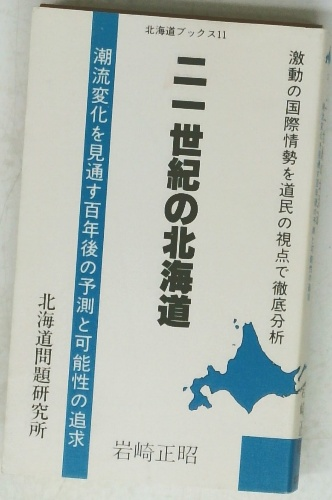 北海道ブックス11
激動の国際情勢を道民の視点で徹底分析
二一世紀の北海道
潮流変化を見通す百年後の予測と可能性の追求
北海道問題研究所
岩崎正昭